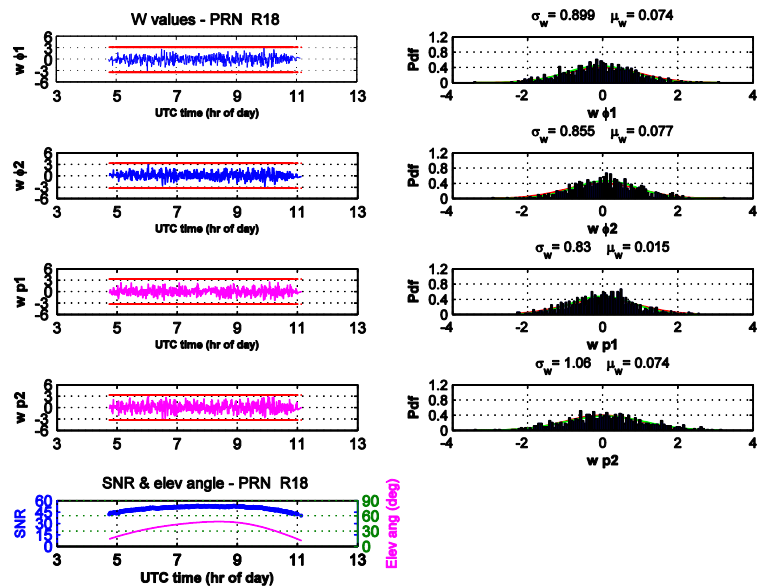 W values - PRN R18
w ϕ1
6
3
0
-3
-6
3 5 7 9 11 13
UTC time (hr of day)
σw= 0.899 μw= 0.074
Pdf
1.2
0.8
0.4
0
-4 -2 0 2 4
w ϕ1
w ϕ2
6
3
0
-3
-6
3 5 7 9 11 13
UTC time (hr of day)
σw= 0.855 μw= 0.077
Pdf
1.2
0.8
0.4
0
-4 -2 0 2 4
w ϕ2
w p1
6
3
0
-3
-6
3 5 7 9 11 13
UTC time (hr of day)
σw= 0.83 μw= 0.015
Pdf
1.2
0.8
0.4
0
-4 -2 0 2 4
w p1
w p2
6
3
0
-3
-6
3 5 7 9 11 13
UTC time (hr of day)
σw= 1.06 μw= 0.074
Pdf
1.2
0.8
0.4
0
-4 -2 0 2 4
w p2
SNR & elev angle - PRN R18
SNR
60
45
30
15
0
90
60
30
0
Elev ang (deg)
3 5 7 9 11 13
UTC time (hr of day)